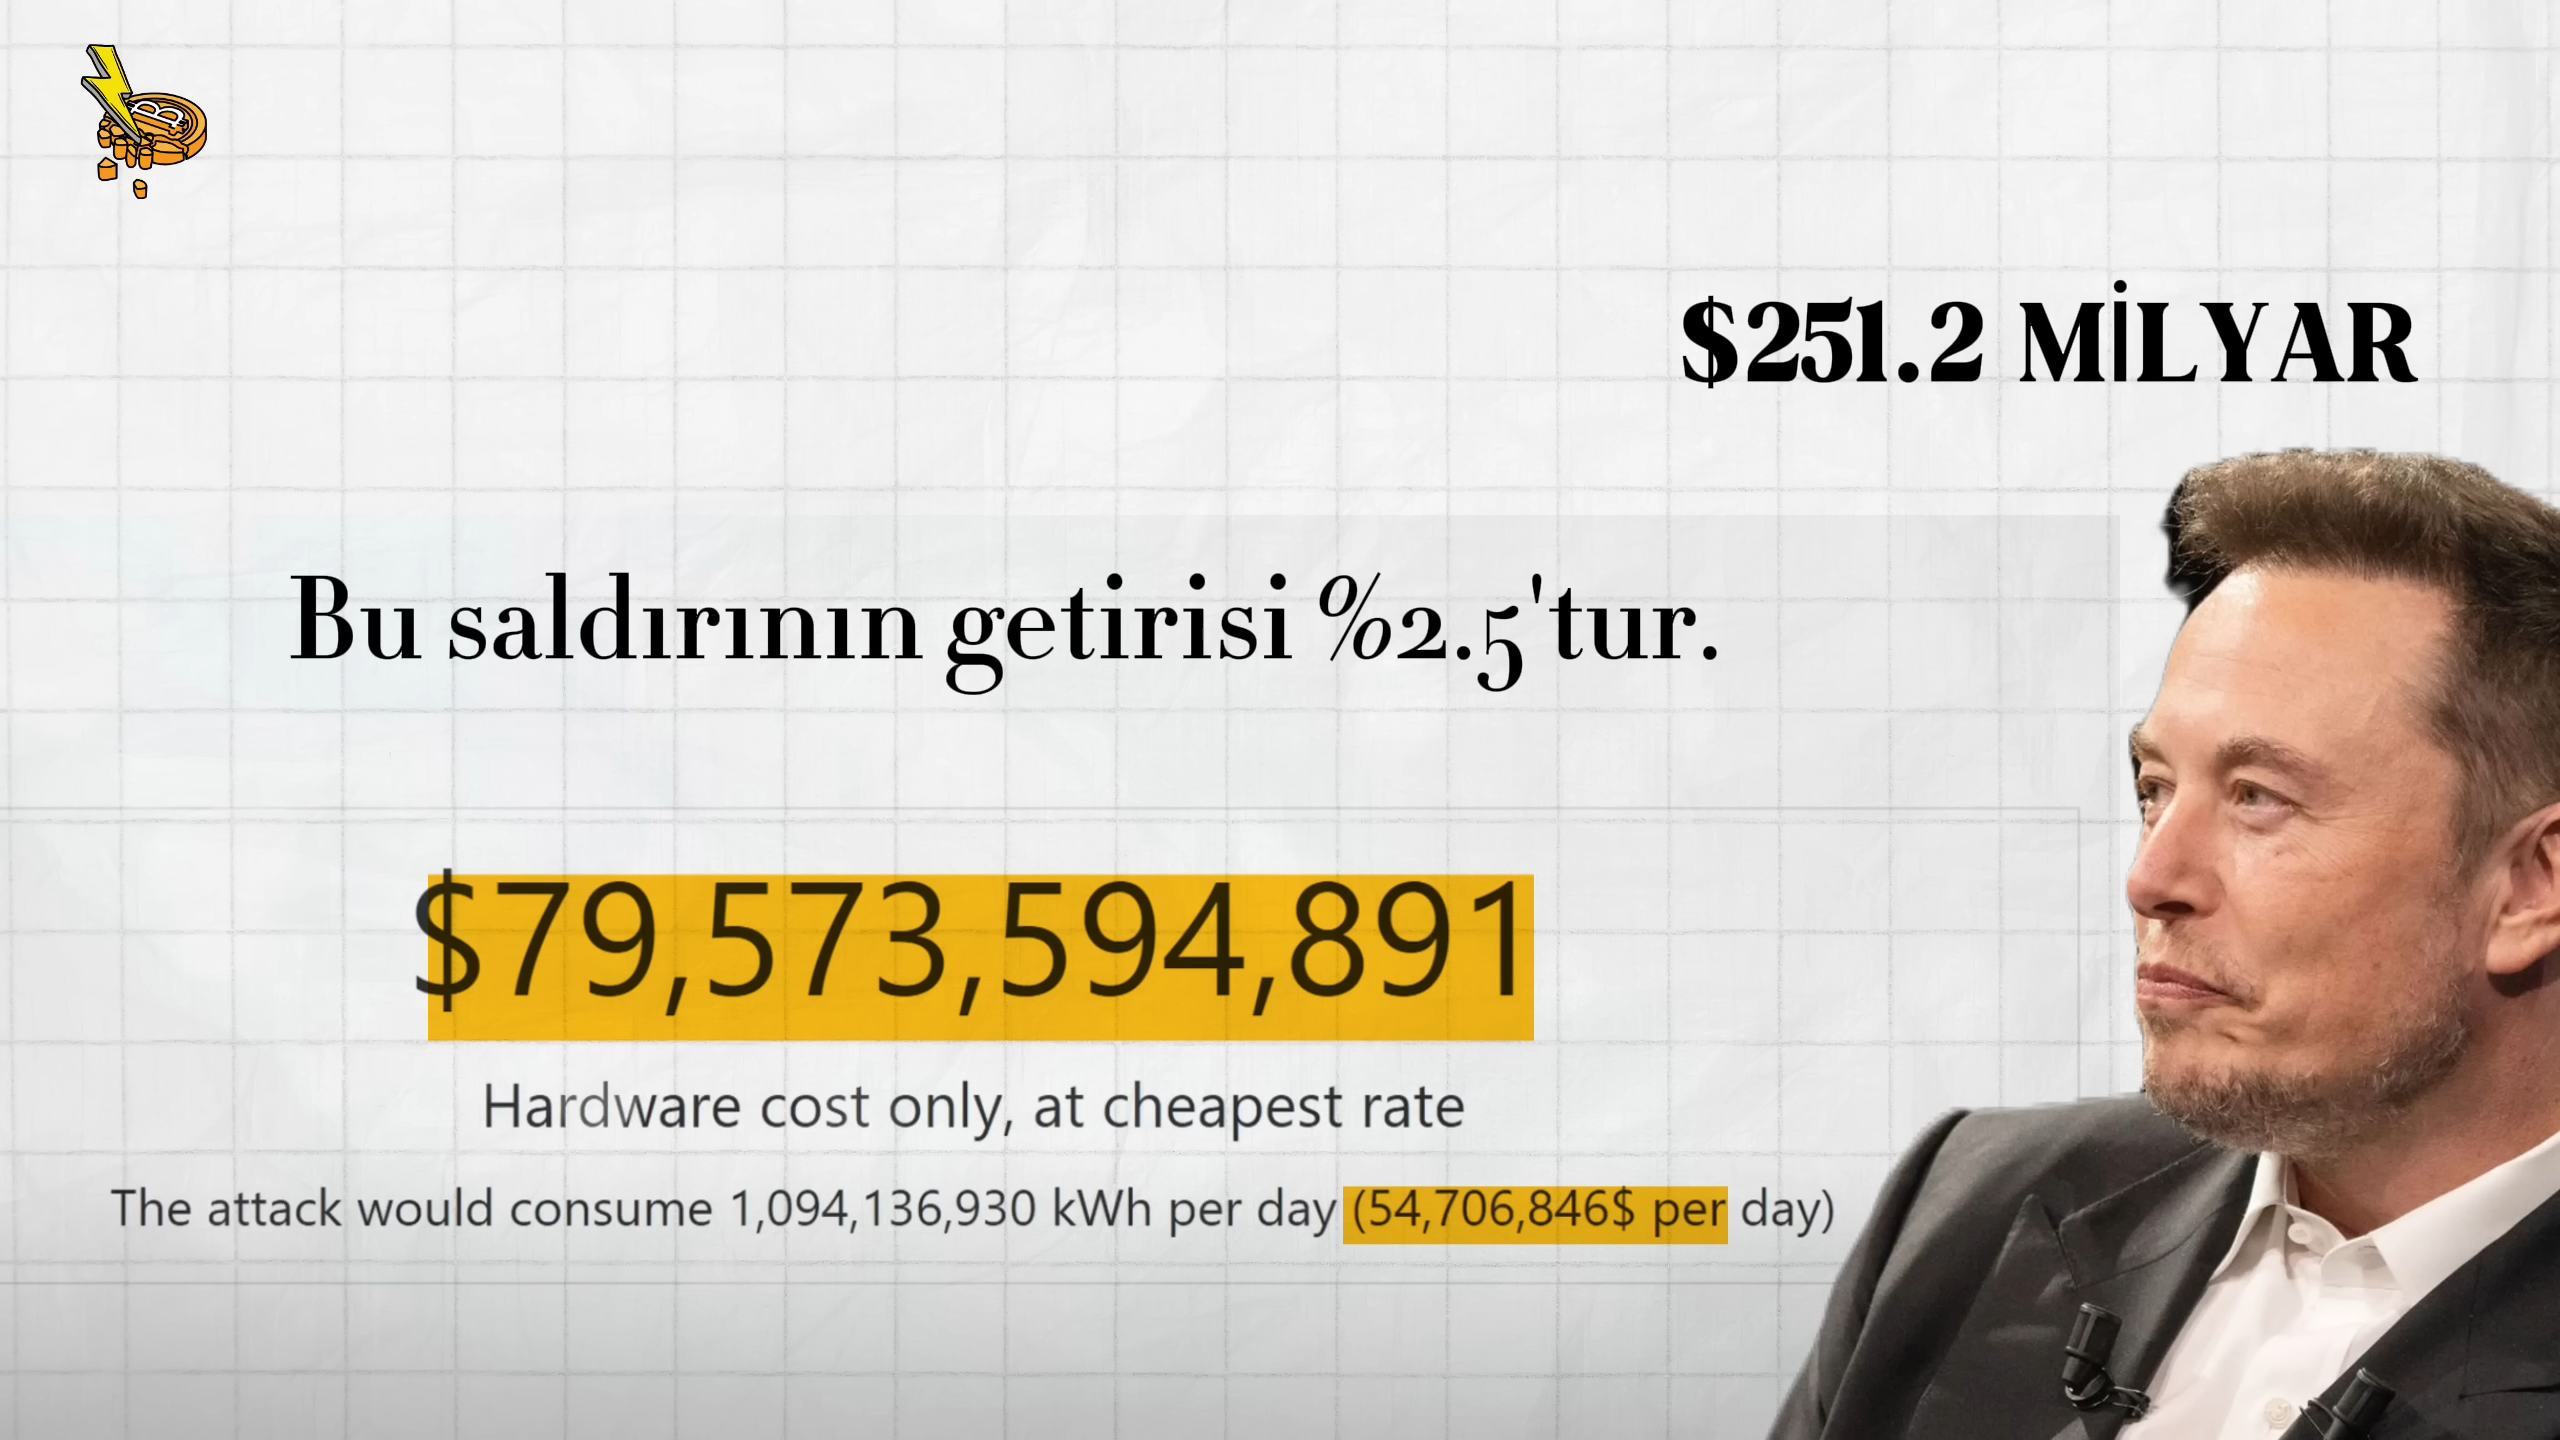 $251.2 MİLYAR
Bu saldırının getirisi %2.5'tur.
$79,573,594,891
Hardware cost only, at cheapest rate
The attack would consume 1,094,136,930 kWh per day (54,706,846$ per day)